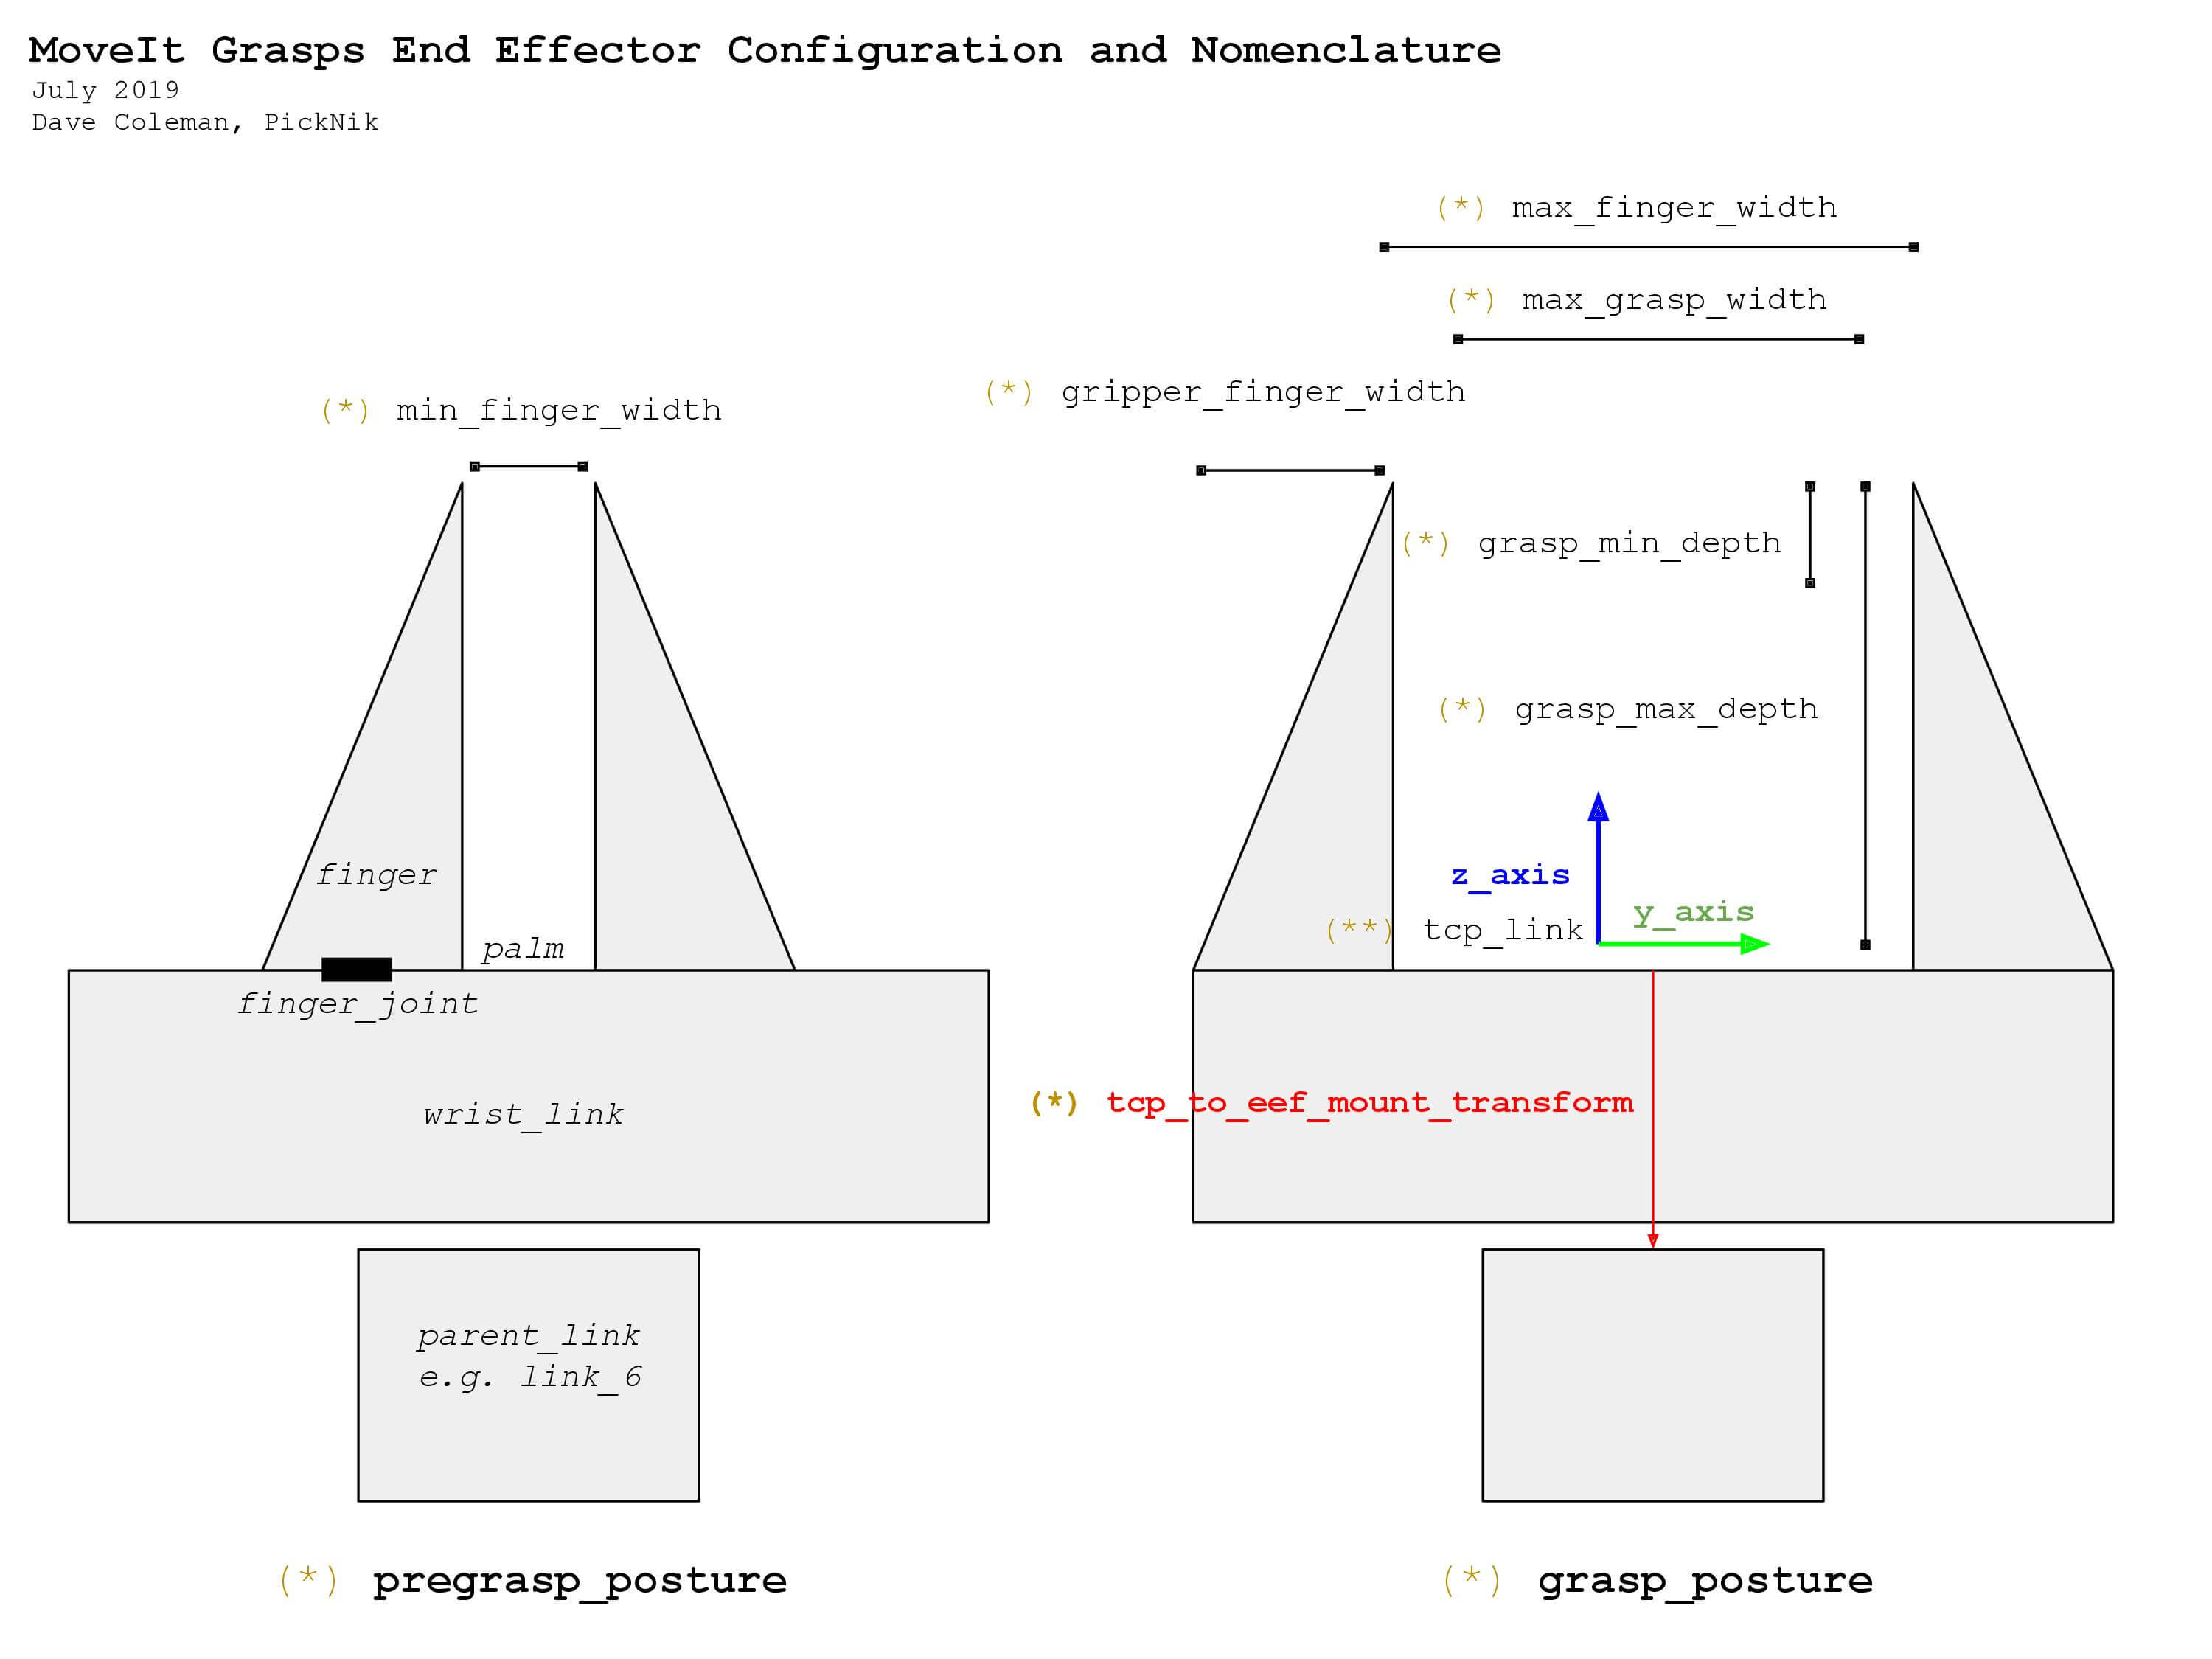 MoveIt Grasps End Effector Configuration and Nomenclature
July 2019
Dave Coleman, PickNik
(*) max_finger_width
(*) max_grasp_width
(*) min_finger_width
(*) gripper_finger_width
(*) grasp_min_depth
(*) grasp_max_depth
finger
z_axis
y_axis
(**) tcp_link
palm
finger_joint
wrist_link
(*) tcp_to_eef_mount_transform
parent_link
e.g. link_6
(*) pregrasp_posture
(*) grasp_posture